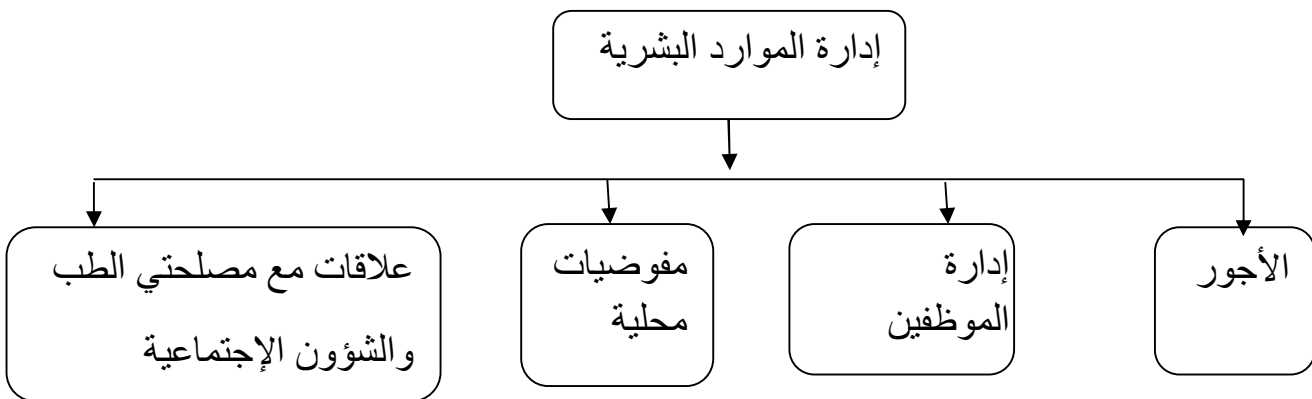 إدارة الموارد البشرية
الأجور
إدارة
الموظفين
مفوضيات
محلية
علاقات مع مصلحتي الطب
والشؤون الإجتماعية